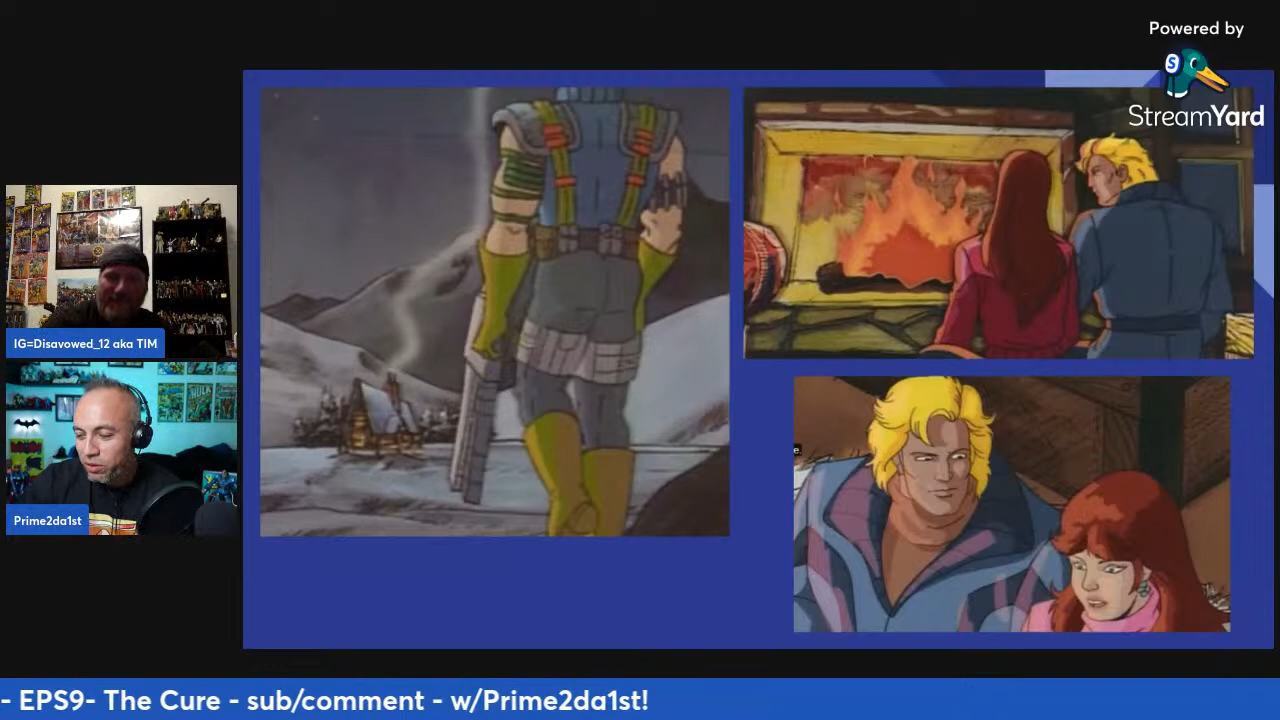 Powered by
StreamYard
IG=Disavowed_12 aka TIM
Prime2da1st
- EPS9- The Cure - sub/comment - w/Prime2da1st!